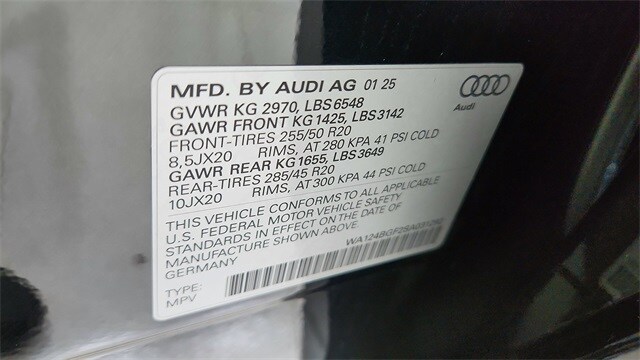 MFD. BY AUDI AG 01 25
GVWR KG 2970, LBS 6548
GAWR FRONT KG 1425, LBS 3142
FRONT-TIRES 255/50 R20
8,5JX20 RIMS, AT 280 KPA 41 PSI COLD
GAWR REAR KG 1655, LBS 3649
REAR-TIRES 285/45 R20
10JX20 RIMS, AT 300 KPA 44 PSI COLD
THIS VEHICLE CONFORMS TO ALL APPLICABLE
U.S. FEDERAL MOTOR VEHICLE SAFETY
STANDARDS IN EFFECT ON THE DATE OF
MANUFACTURE SHOWN ABOVE.
GERMANY
TYPE:
MPV
Audi